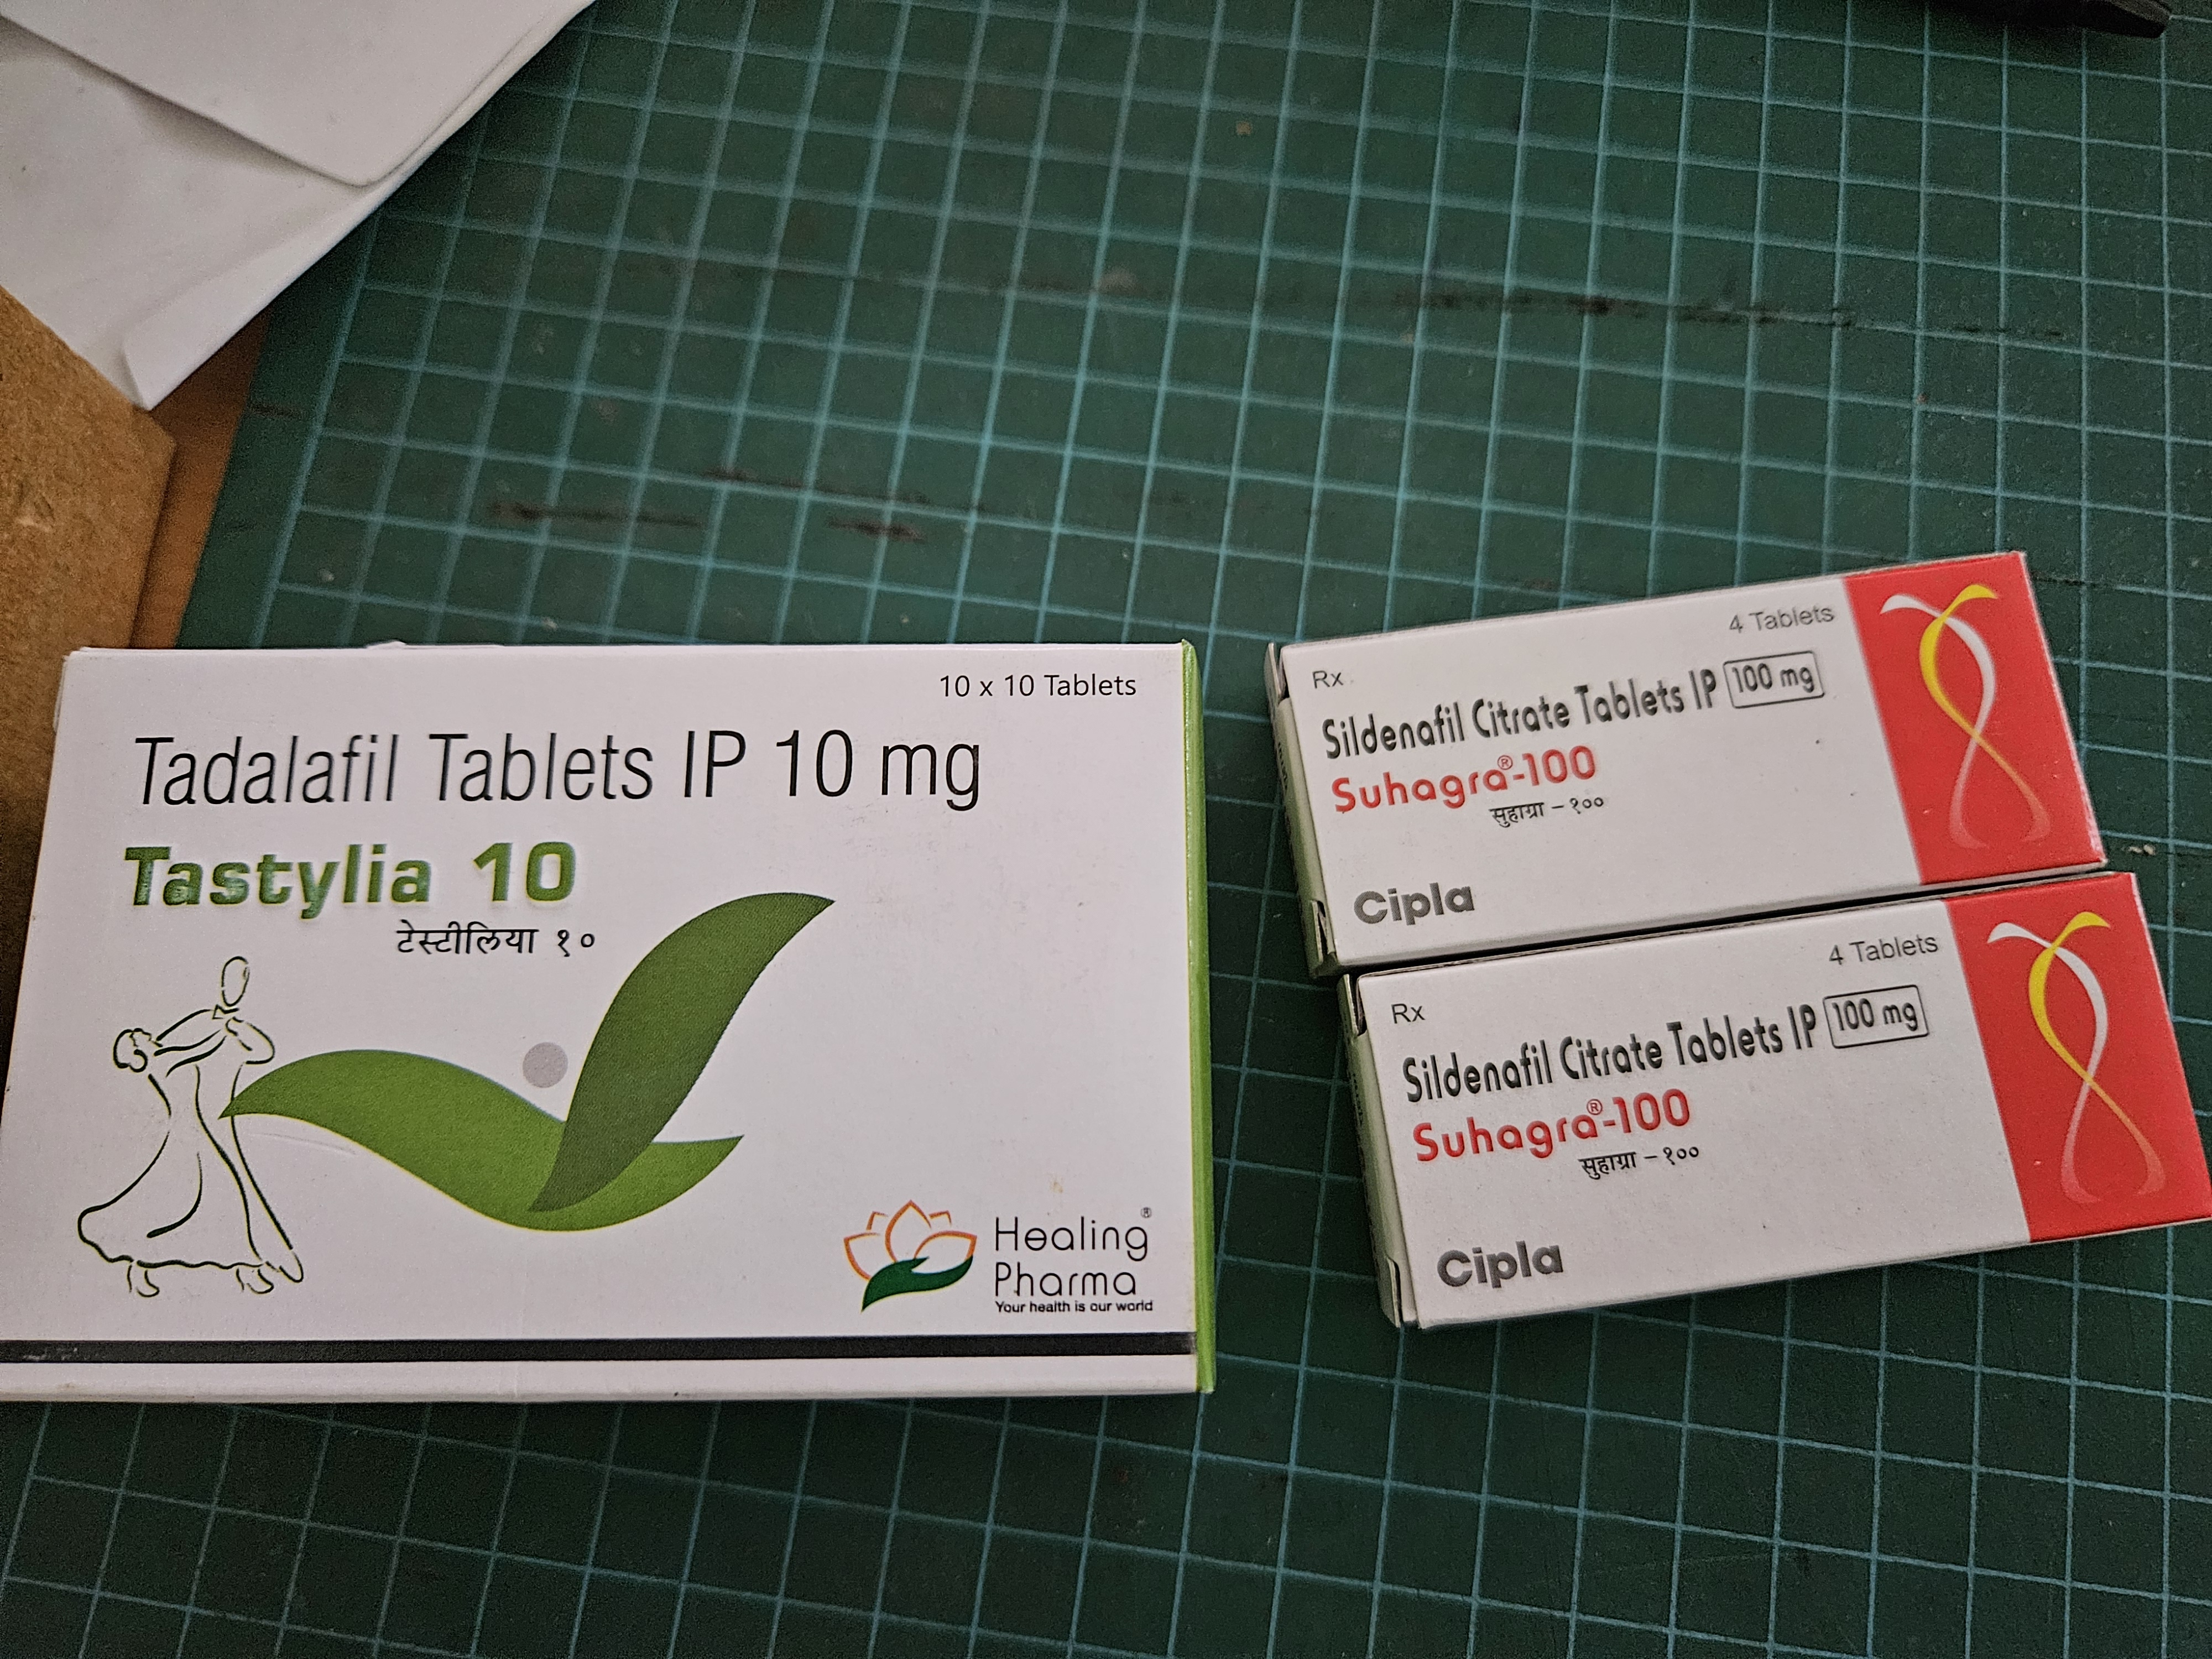 10 x 10 Tablets
Tadalafil Tablets IP 10 mg
Tastylia 10
टेस्टीलिया १०
Healing®
Pharma
Your health is our world
4 Tablets
Rx
Sildenafil Citrate Tablets IP 100 mg
Suhagra®-100
सुहाग्रा – १००
Cipla
4 Tablets
Rx
Sildenafil Citrate Tablets IP 100 mg
Suhagra®-100
सुहाग्रा – १००
Cipla